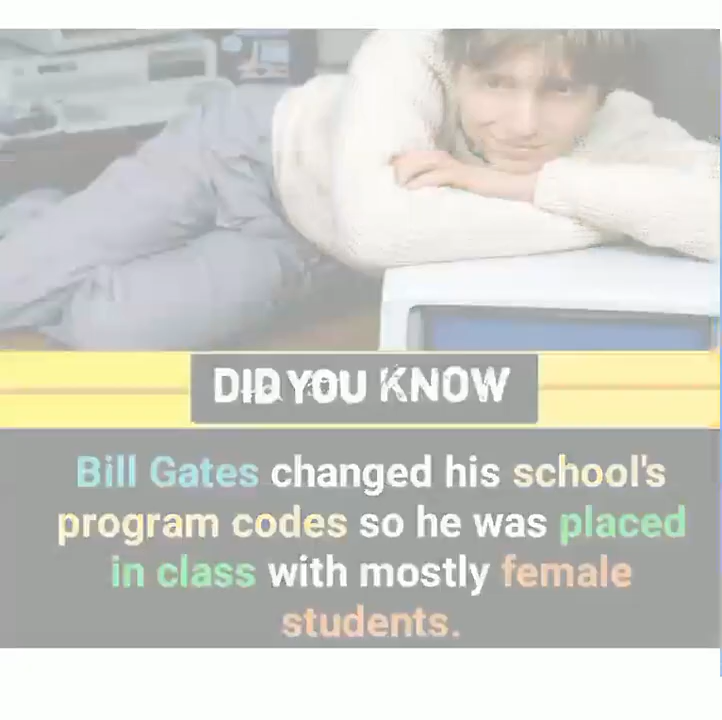 DID YOU KNOW
Bill Gates changed his school's
program codes so he was placed
in class with mostly female
students.